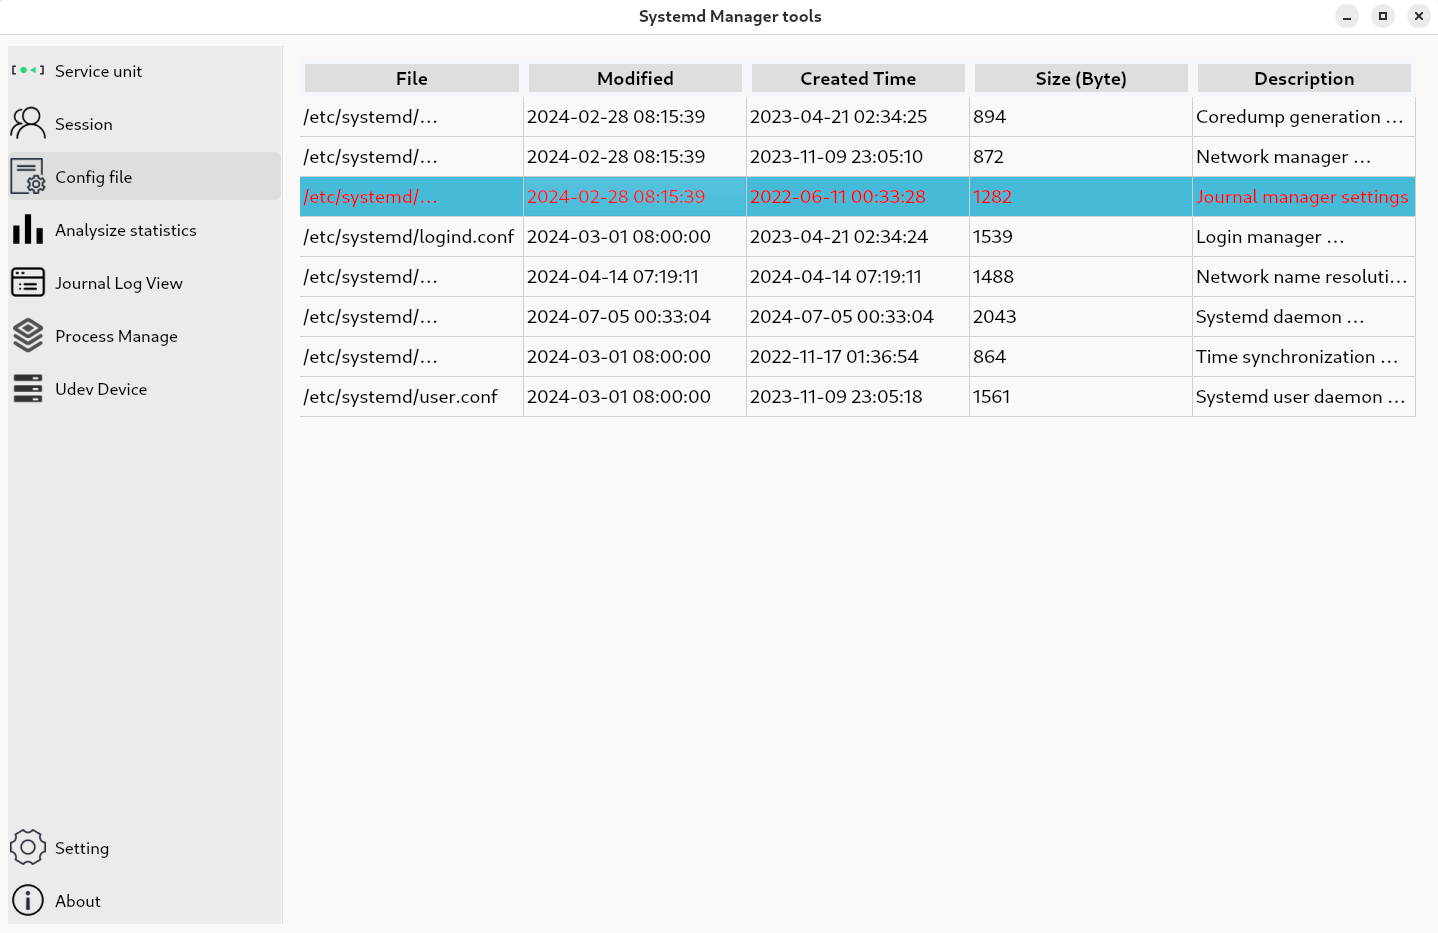 Systemd Manager tools
Service unit
Session
Config file
Analysize statistics
Journal Log View
Process Manage
Udev Device
Setting
About
File Modified Created Time Size (Byte) Description
/etc/systemd/… 2024-02-28 08:15:39 2023-04-21 02:34:25 894 Coredump generation …
/etc/systemd/… 2024-02-28 08:15:39 2023-11-09 23:05:10 872 Network manager …
/etc/systemd/… 2024-02-28 08:15:39 2022-06-11 00:33:28 1282 Journal manager settings
/etc/systemd/logind.conf 2024-03-01 08:00:00 2023-04-21 02:34:24 1539 Login manager …
/etc/systemd/… 2024-04-14 07:19:11 2024-04-14 07:19:11 1488 Network name resoluti…
/etc/systemd/… 2024-07-05 00:33:04 2024-07-05 00:33:04 2043 Systemd daemon …
/etc/systemd/… 2024-03-01 08:00:00 2022-11-17 01:36:54 864 Time synchronization …
/etc/systemd/user.conf 2024-03-01 08:00:00 2023-11-09 23:05:18 1561 Systemd user daemon …